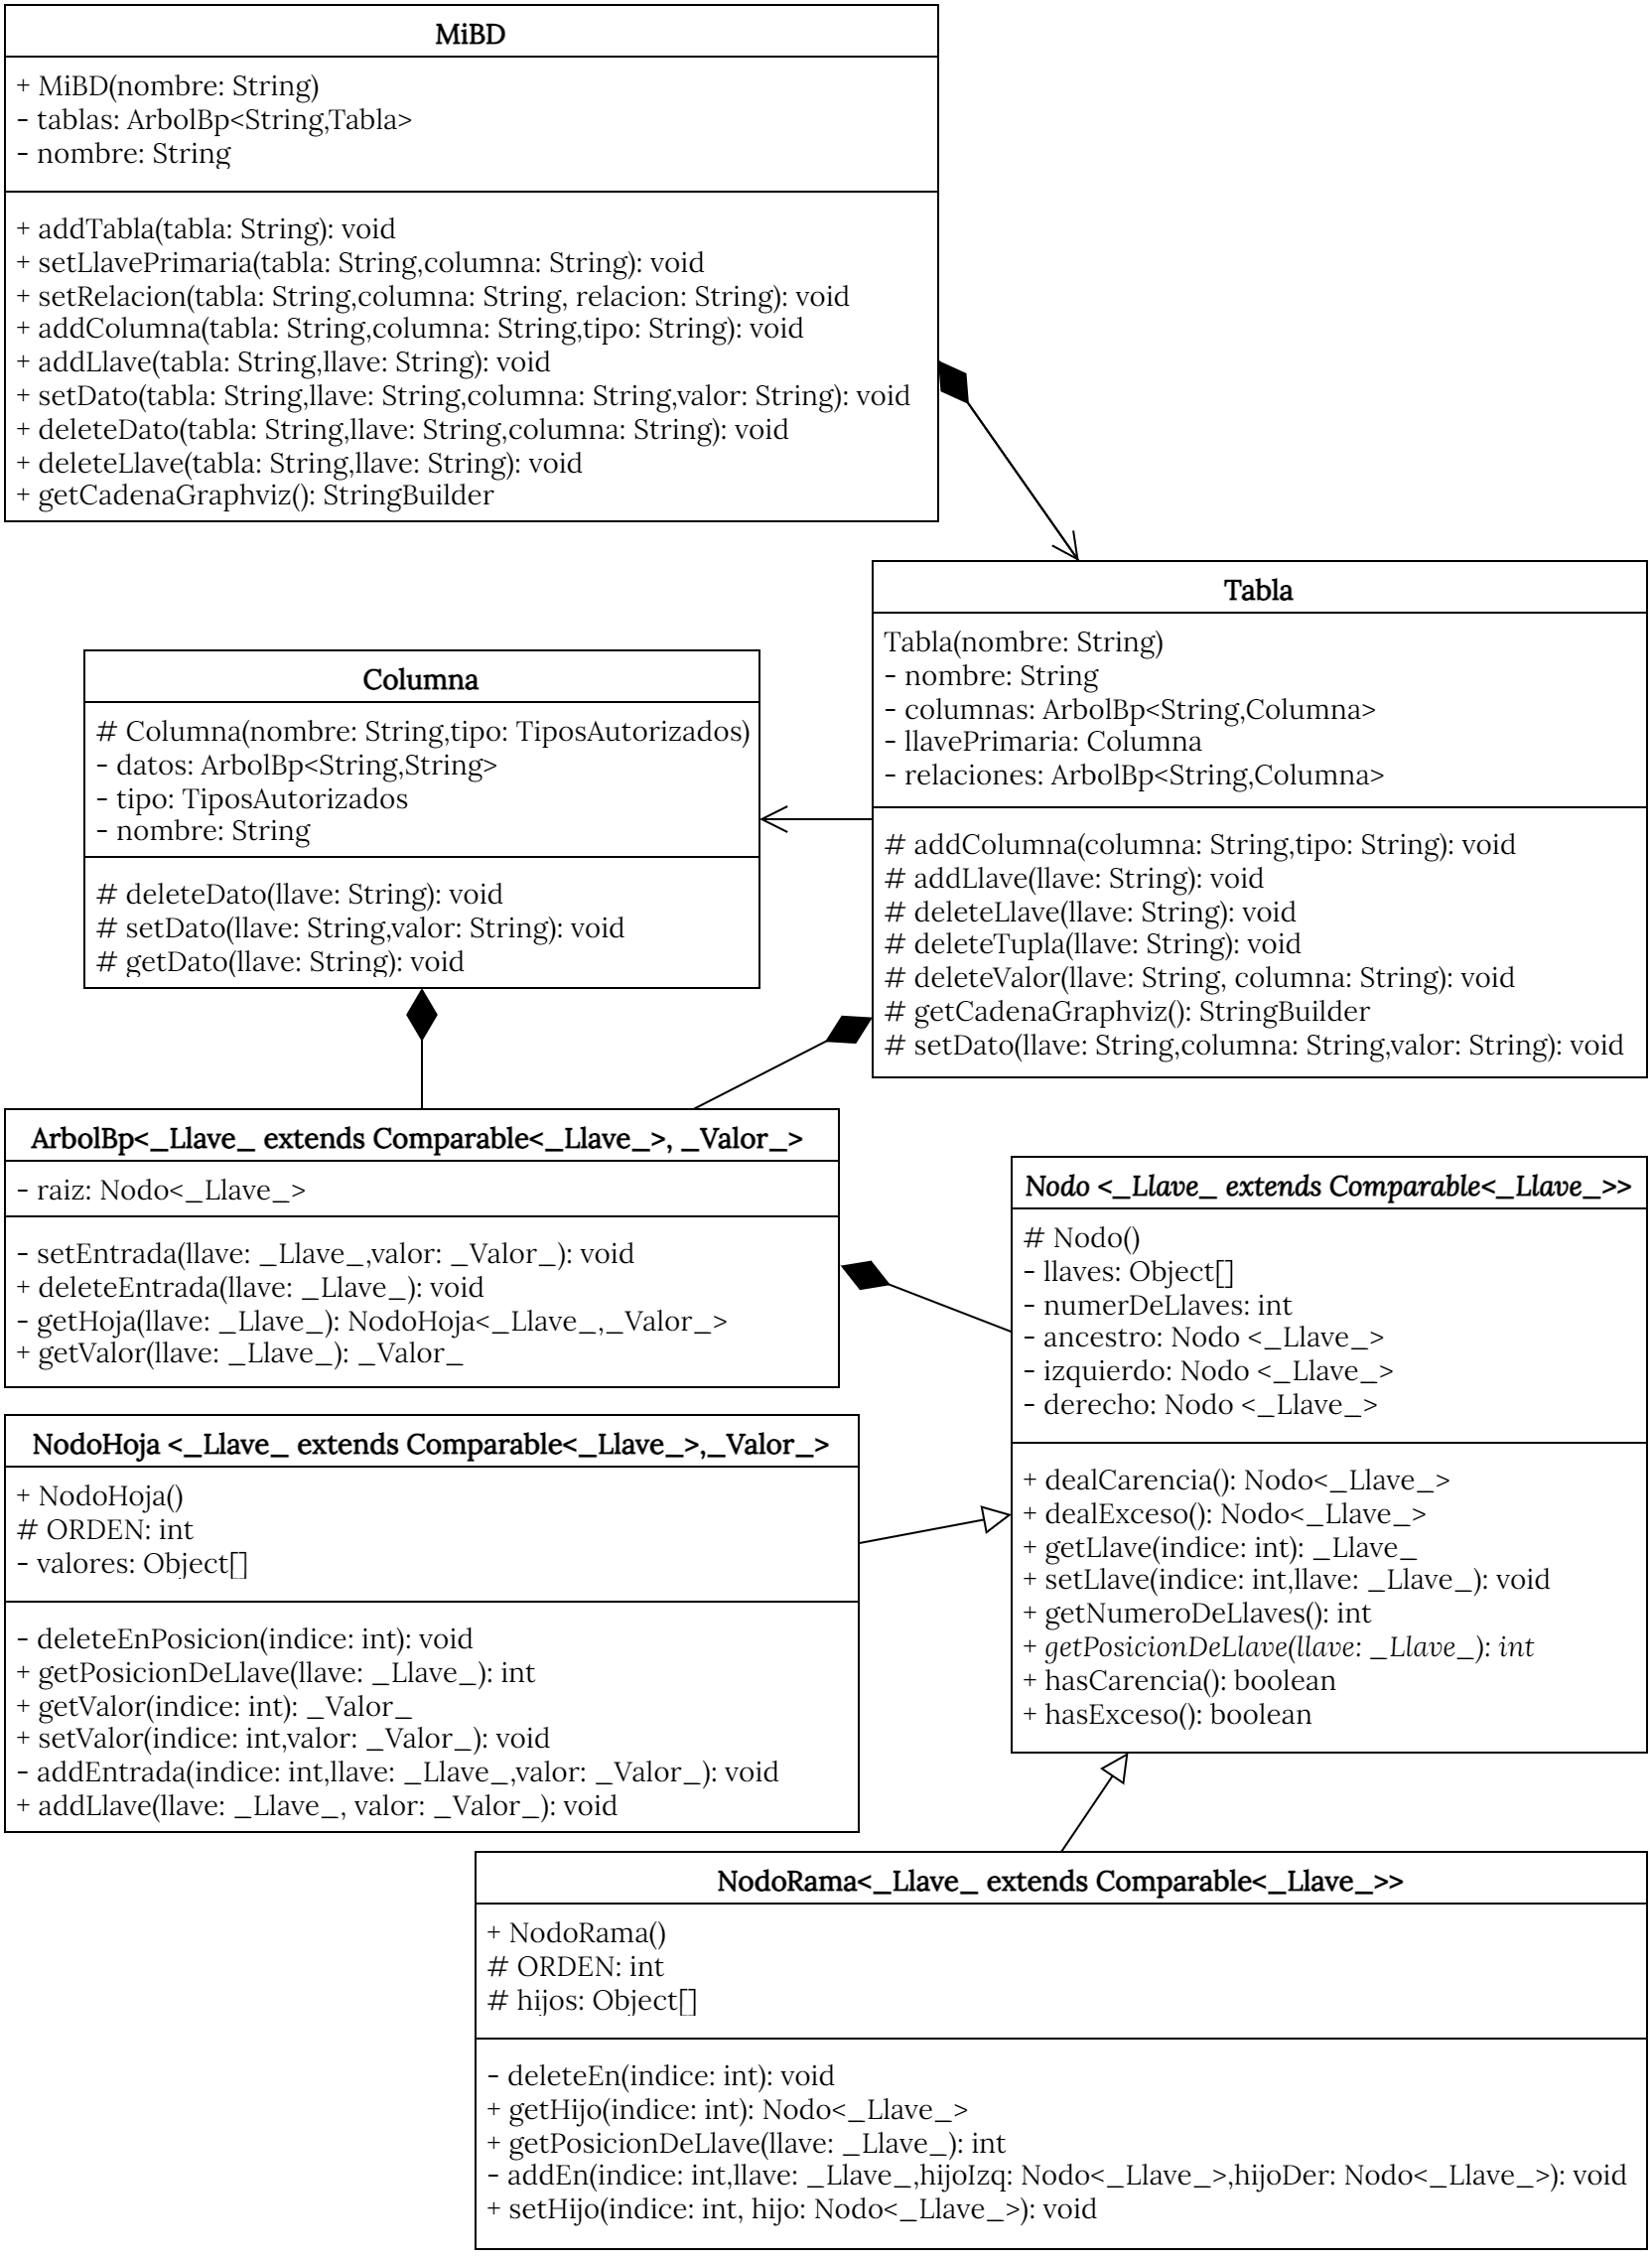 MiBD
+ MiBD(nombre: String)
- tablas: ArbolBp<String,Tabla>
- nombre: String
+ addTabla(tabla: String): void
+ setLlavePrimaria(tabla: String,columna: String): void
+ setRelacion(tabla: String,columna: String, relacion: String): void
+ addColumna(tabla: String,columna: String,tipo: String): void
+ addLlave(tabla: String,llave: String): void
+ setDato(tabla: String,llave: String,columna: String,valor: String): void
+ deleteDato(tabla: String,llave: String,columna: String): void
+ deleteLlave(tabla: String,llave: String): void
+ getCadenaGraphviz(): StringBuilder
Tabla
Tabla(nombre: String)
- nombre: String
- columnas: ArbolBp<String,Columna>
- llavePrimaria: Columna
- relaciones: ArbolBp<String,Columna>
# addColumna(columna: String,tipo: String): void
# addLlave(llave: String): void
# deleteLlave(llave: String): void
# deleteTupla(llave: String): void
# deleteValor(llave: String, columna: String): void
# getCadenaGraphviz(): StringBuilder
# setDato(llave: String,columna: String,valor: String): void
Columna
# Columna(nombre: String,tipo: TiposAutorizados)
- datos: ArbolBp<String,String>
- tipo: TiposAutorizados
- nombre: String
# deleteDato(llave: String): void
# setDato(llave: String,valor: String): void
# getDato(llave: String): void
ArbolBp<_Llave_ extends Comparable<_Llave_>, _Valor_>
- raiz: Nodo<_Llave_>
- setEntrada(llave: _Llave_,valor: _Valor_): void
+ deleteEntrada(llave: _Llave_): void
- getHoja(llave: _Llave_): NodoHoja<_Llave_,_Valor_>
+ getValor(llave: _Llave_): _Valor_
Nodo <_Llave_ extends Comparable<_Llave_>>
# Nodo()
- llaves: Object[]
- numerDeLlaves: int
- ancestro: Nodo <_Llave_>
- izquierdo: Nodo <_Llave_>
- derecho: Nodo <_Llave_>
+ dealCarencia(): Nodo<_Llave_>
+ dealExceso(): Nodo<_Llave_>
+ getLlave(indice: int): _Llave_
+ setLlave(indice: int,llave: _Llave_): void
+ getNumeroDeLlaves(): int
+ getPosicionDeLlave(llave: _Llave_): int
+ hasCarencia(): boolean
+ hasExceso(): boolean
NodoHoja <_Llave_ extends Comparable<_Llave_>,_Valor_>
+ NodoHoja()
# ORDEN: int
- valores: Object[]
- deleteEnPosicion(indice: int): void
+ getPosicionDeLlave(llave: _Llave_): int
+ getValor(indice: int): _Valor_
+ setValor(indice: int,valor: _Valor_): void
- addEntrada(indice: int,llave: _Llave_,valor: _Valor_): void
+ addLlave(llave: _Llave_, valor: _Valor_): void
NodoRama<_Llave_ extends Comparable<_Llave_>>
+ NodoRama()
# ORDEN: int
# hijos: Object[]
- deleteEn(indice: int): void
+ getHijo(indice: int): Nodo<_Llave_>
+ getPosicionDeLlave(llave: _Llave_): int
- addEn(indice: int,llave: _Llave_,hijoIzq: Nodo<_Llave_>,hijoDer: Nodo<_Llave_>): void
+ setHijo(indice: int, hijo: Nodo<_Llave_>): void